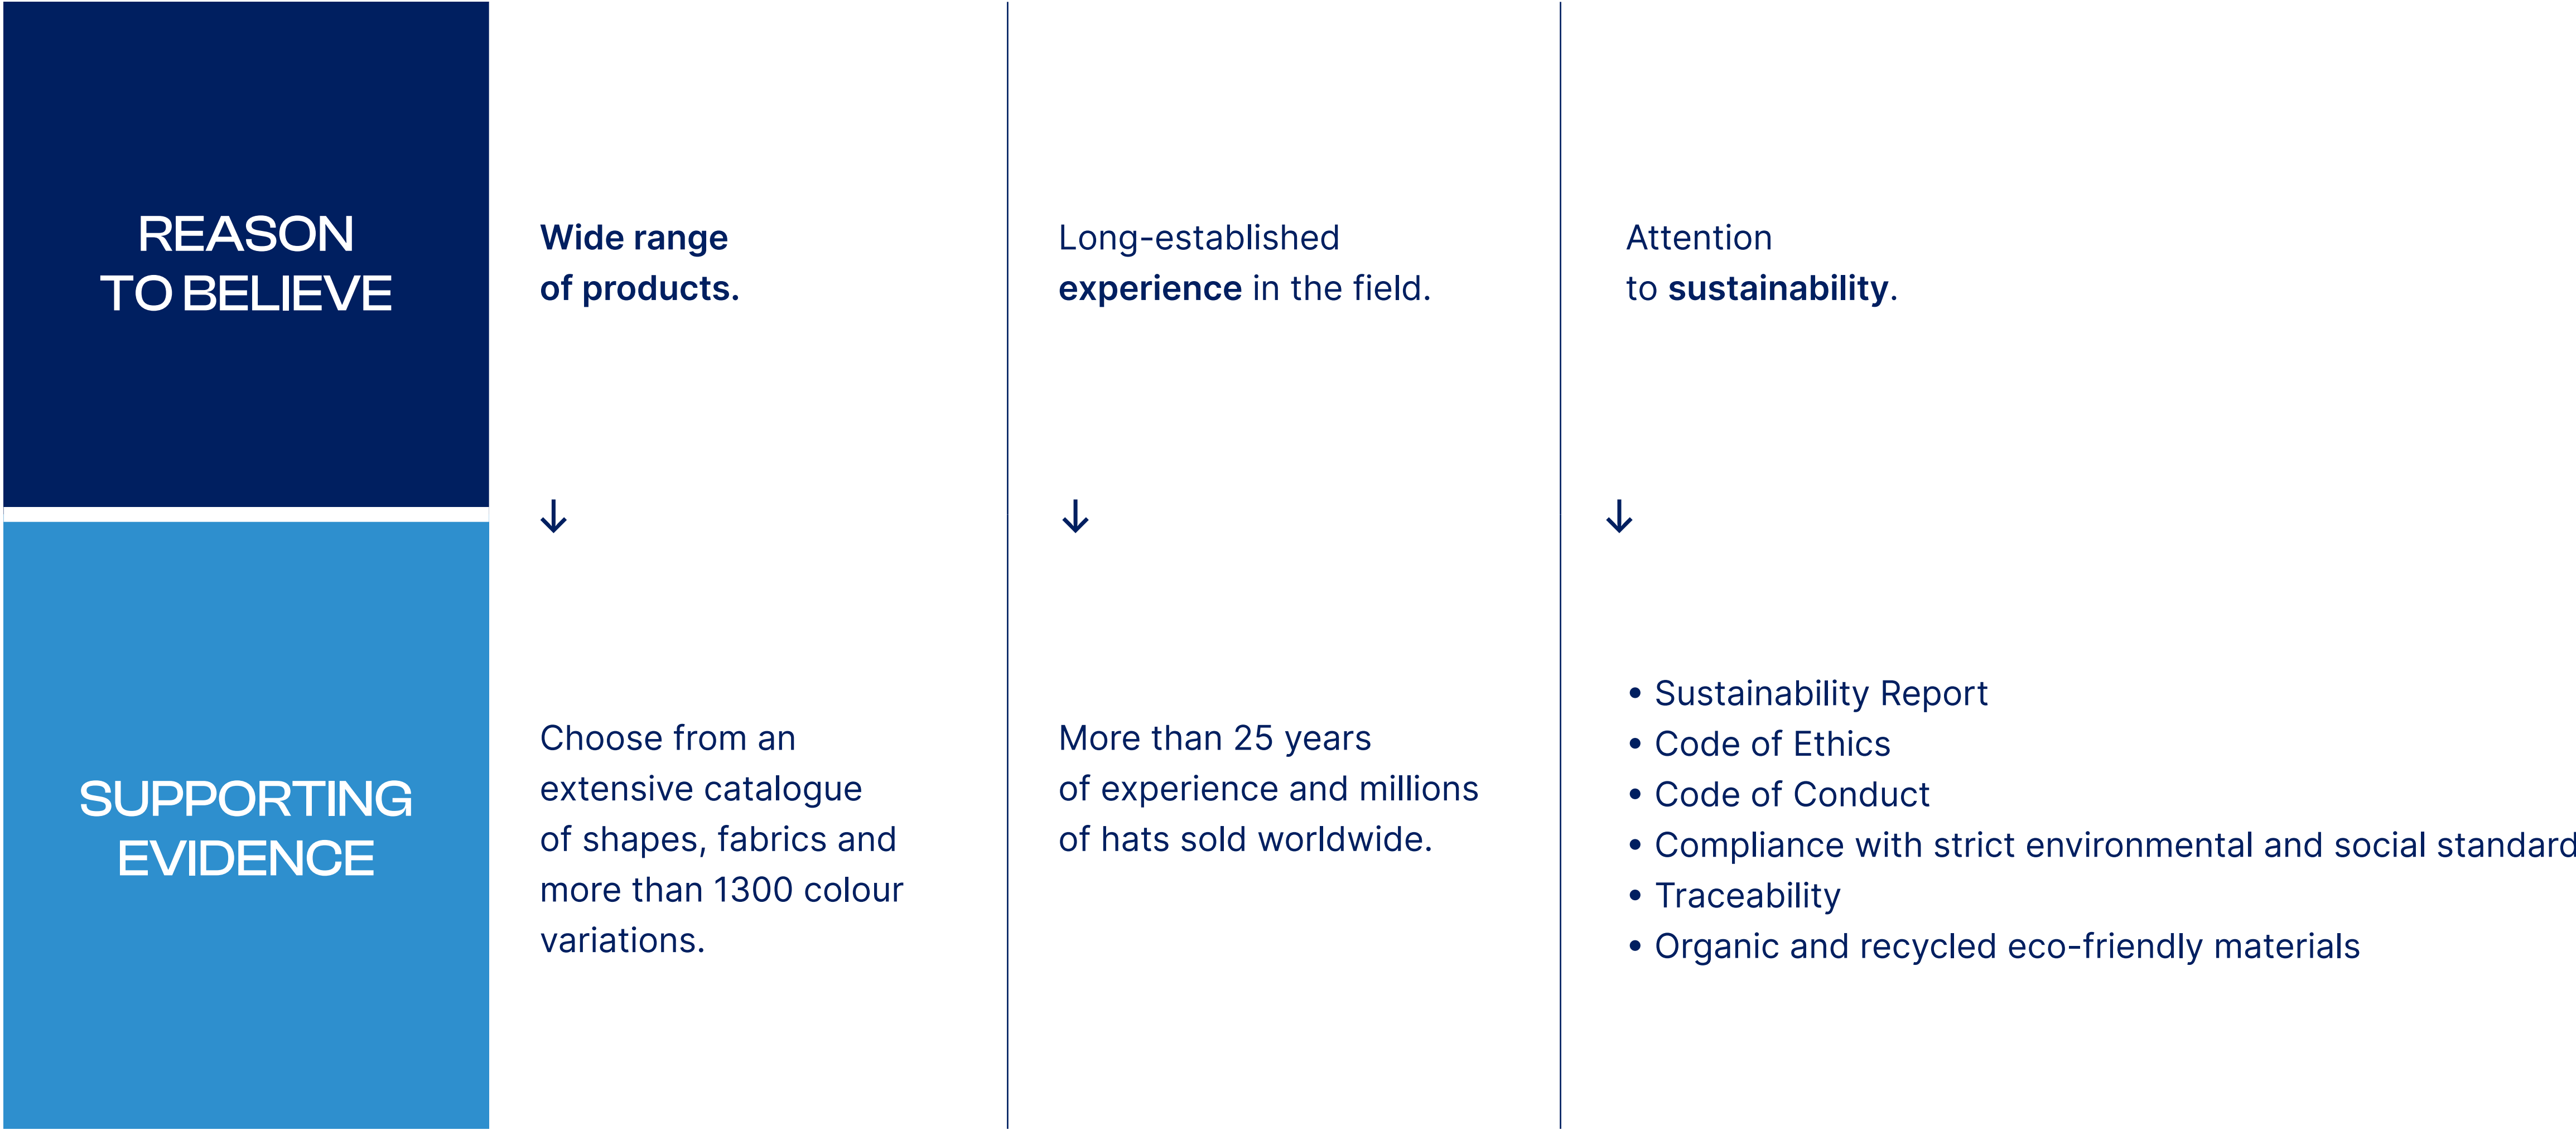 REASON
TO BELIEVE
Wide range
of products.
Long-established
experience in the field.
Attention
to sustainability.
↓
↓
↓
SUPPORTING
EVIDENCE
Choose from an
extensive catalogue
of shapes, fabrics and
more than 1300 colour
variations.
More than 25 years
of experience and millions
of hats sold worldwide.
• Sustainability Report
• Code of Ethics
• Code of Conduct
• Compliance with strict environmental and social standard
• Traceability
• Organic and recycled eco-friendly materials